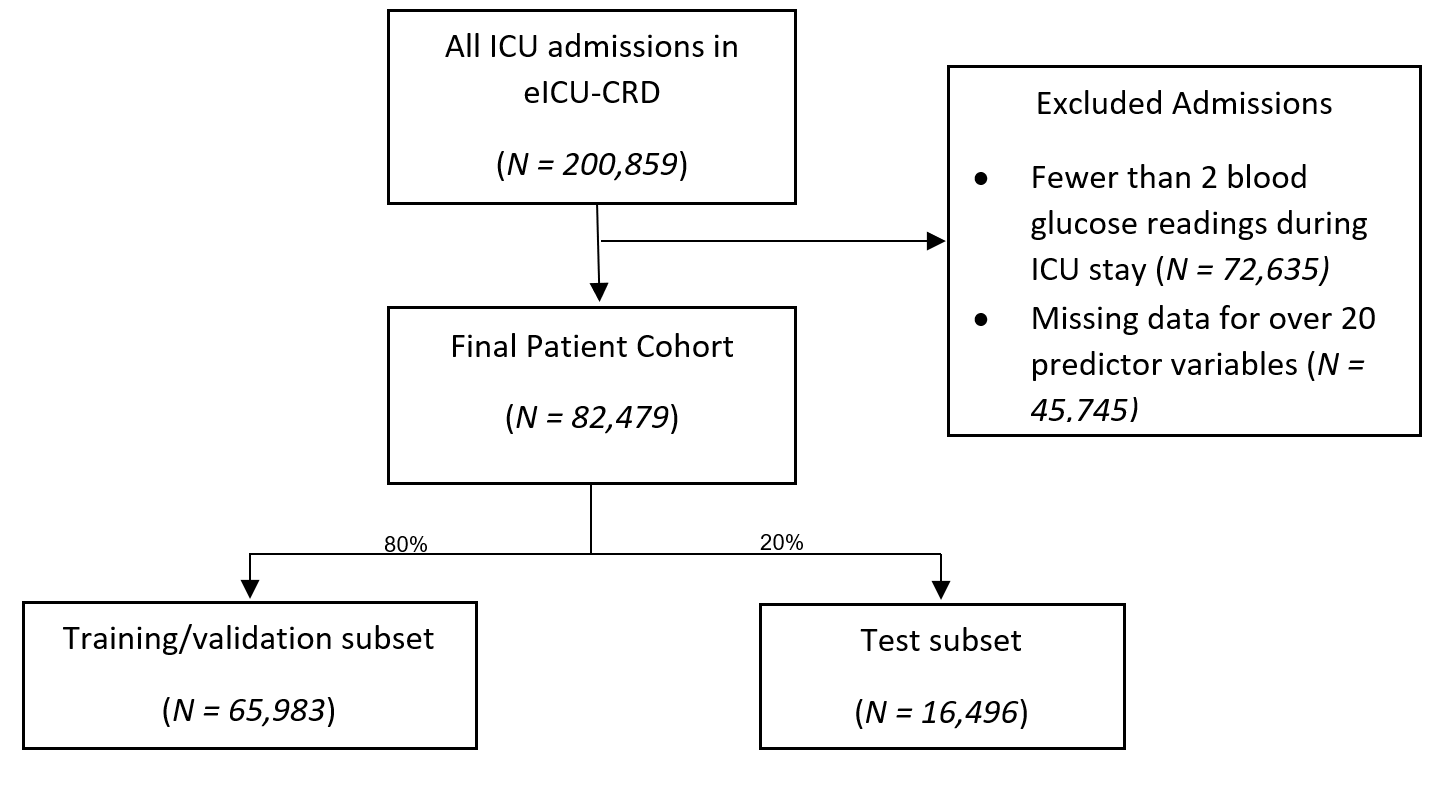 All ICU admissions in
eICU-CRD
(N = 200,859)
Excluded Admissions
● Fewer than 2 blood
glucose readings during
ICU stay (N = 72,635)
● Missing data for over 20
predictor variables (N =
45,745)
Final Patient Cohort
(N = 82,479)
80%
20%
Training/validation subset
(N = 65,983)
Test subset
(N = 16,496)